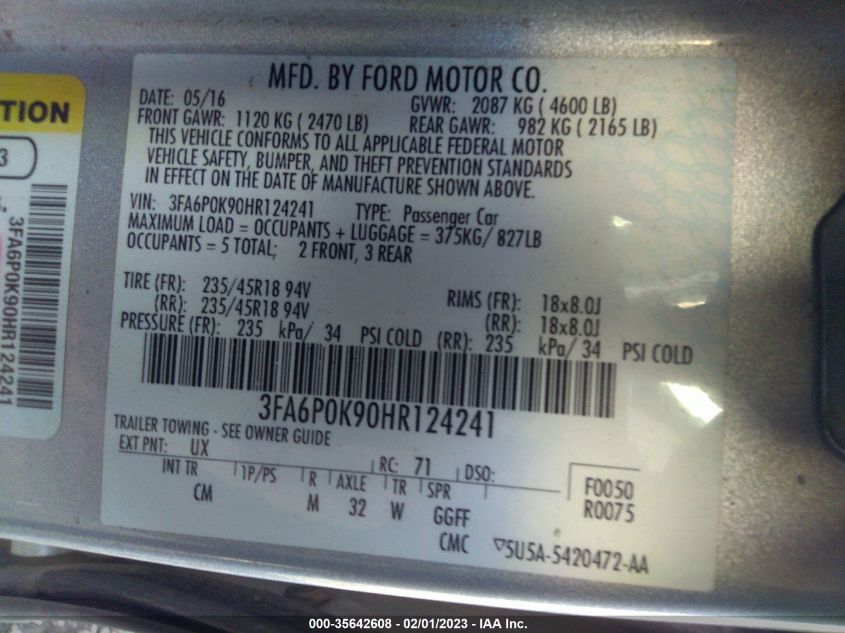 MFD. BY FORD MOTOR CO.
DATE: 05/16 GVWR: 2087 KG ( 4600 LB)
FRONT GAWR: 1120 KG ( 2470 LB) REAR GAWR: 982 KG ( 2165 LB)
THIS VEHICLE CONFORMS TO ALL APPLICABLE FEDERAL MOTOR
VEHICLE SAFETY, BUMPER, AND THEFT PREVENTION STANDARDS
IN EFFECT ON THE DATE OF MANUFACTURE SHOWN ABOVE.
VIN: 3FA6P0K90HR124241 TYPE: Passenger Car
MAXIMUM LOAD = OCCUPANTS + LUGGAGE = 375KG/ 827LB
OCCUPANTS = 5 TOTAL; 2 FRONT, 3 REAR
TIRE (FR): 235/45R18 94V RIMS (FR): 18x8.0J
(RR): 235/45R18 94V (RR): 18x8.0J
PRESSURE (FR): 235 kPa/ 34 PSI COLD (RR): 235 kPa/ 34 PSI COLD
3FA6P0K90HR124241
TRAILER TOWING - SEE OWNER GUIDE
EXT PNT: UX RC: 71 DSO:
INT TR TP/PS R AXLE TR SPR F0050
CM M 32 W GGFF R0075
CMC 5U5A-5420472-AA
TION
3
3FA6P0K90HR124241
000-35642608 - 02/01/2023 - IAA Inc.